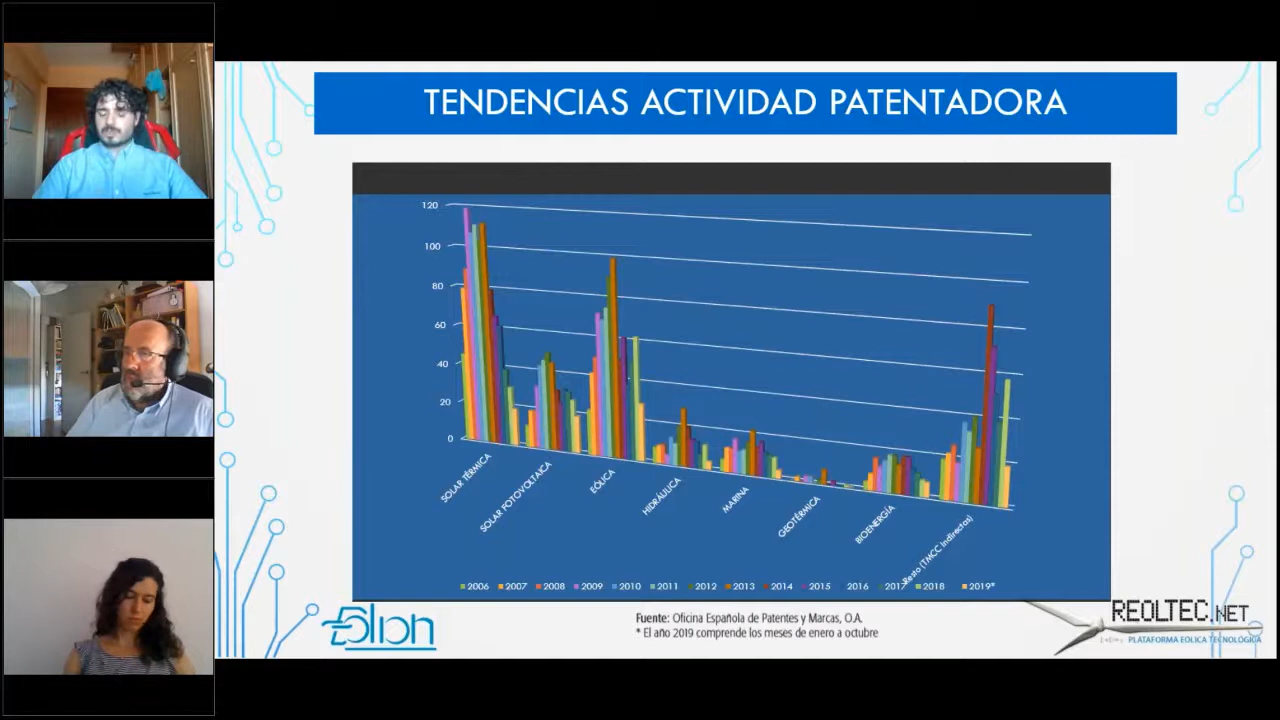 TENDENCIAS ACTIVIDAD PATENTADORA
120
100
80
60
40
20
0
SOLAR TÉRMICA
SOLAR FOTOVOLTAICA
EÓLICA
HIDRÁULICA
MARINA
GEOTÉRMICA
BIOENERGÍA
Resto (TMCC Indirectas)
2006 2007 2008 2009 2010 2011 2012 2013 2014 2015 2016 2017 2018 2019*
Fuente: Oficina Española de Patentes y Marcas, O.A.
* El año 2019 comprende los meses de enero a octubre
Eolion
REOLTEC.NET
PLATAFORMA EOLICA TECNOLÓGICA